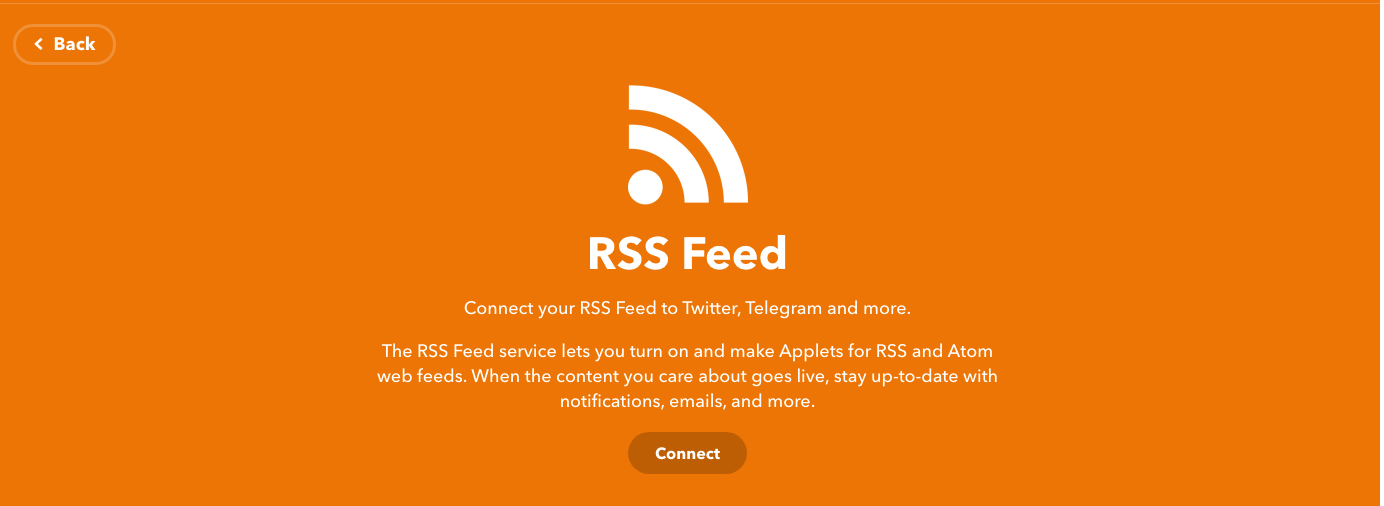 Back
RSS Feed
Connect your RSS Feed to Twitter, Telegram and more.
The RSS Feed service lets you turn on and make Applets for RSS and Atom
web feeds. When the content you care about goes live, stay up-to-date with
notifications, emails, and more.
Connect